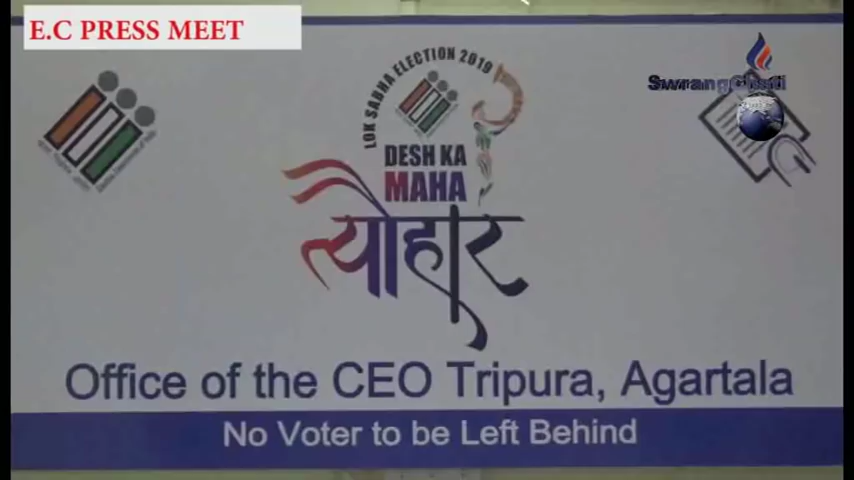 E.C PRESS MEET
LOK SABHA ELECTION 2019
DESH KA
MAHA
त्यौहार
Office of the CEO Tripura, Agartala
No Voter to be Left Behind